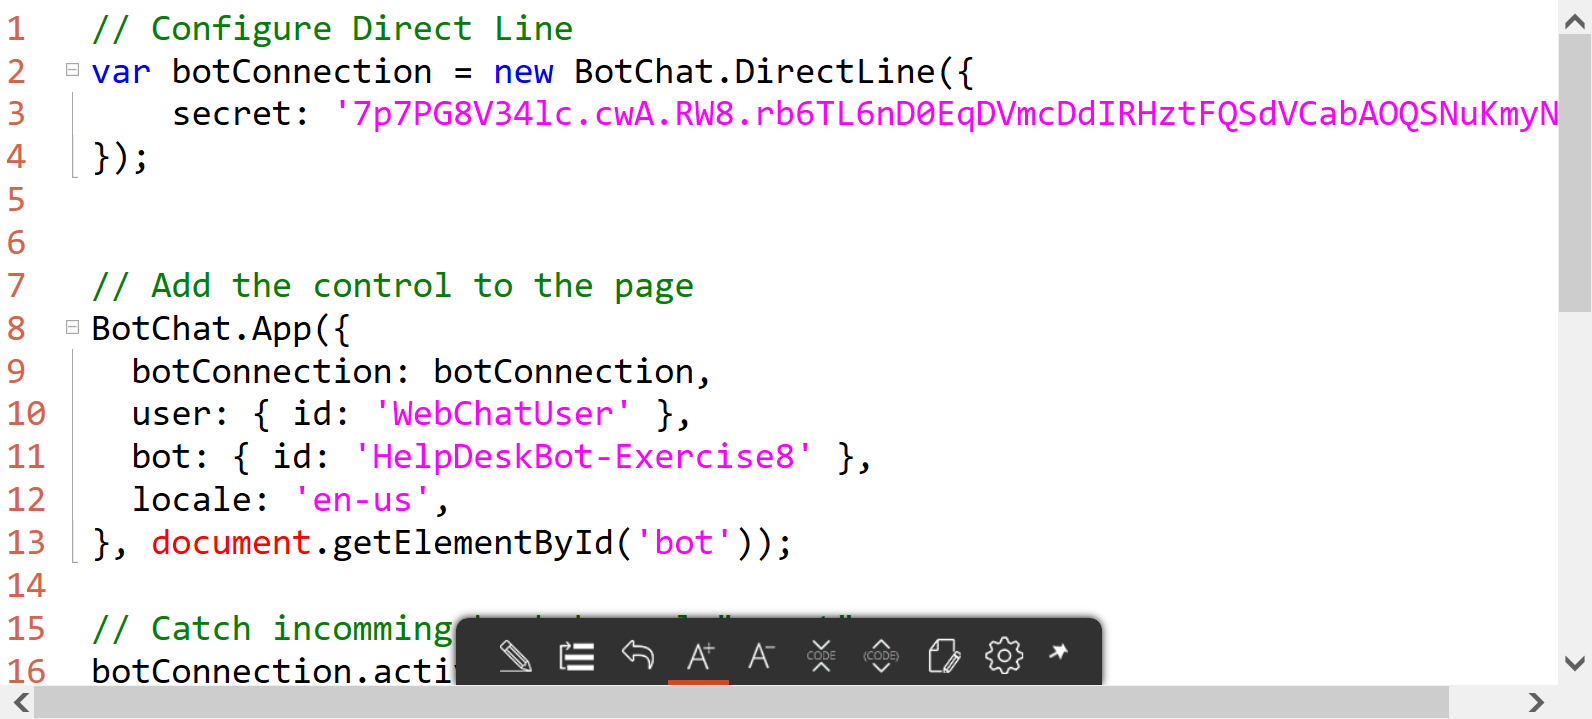 1 // Configure Direct Line
2 var botConnection = new BotChat.DirectLine({
3 secret: '7p7PG8V34lc.cwA.RW8.rb6TL6nD0EqDVmcDdIRHztFQSdVCabAOQSNuKmyN
4 });
5
6
7 // Add the control to the page
8 BotChat.App({
9 botConnection: botConnection,
10 user: { id: 'WebChatUser' },
11 bot: { id: 'HelpDeskBot-Exercise8' },
12 locale: 'en-us',
13 }, document.getElementById('bot'));
14
15 // Catch incomming
16 botConnection.acti
A+ A- CODE (CODE)